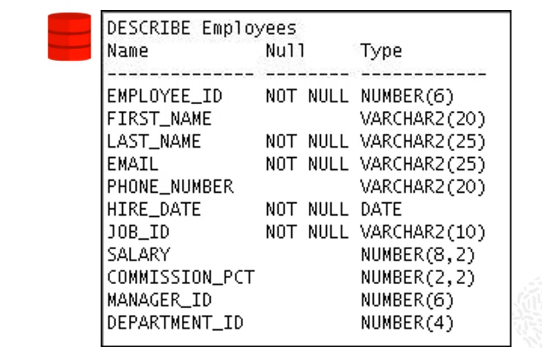 DESCRIBE Employees
Name Null Type
-------------- -------- ------------
EMPLOYEE_ID NOT NULL NUMBER(6)
FIRST_NAME VARCHAR2(20)
LAST_NAME NOT NULL VARCHAR2(25)
EMAIL NOT NULL VARCHAR2(25)
PHONE_NUMBER VARCHAR2(20)
HIRE_DATE NOT NULL DATE
JOB_ID NOT NULL VARCHAR2(10)
SALARY NUMBER(8,2)
COMMISSION_PCT NUMBER(2,2)
MANAGER_ID NUMBER(6)
DEPARTMENT_ID NUMBER(4)